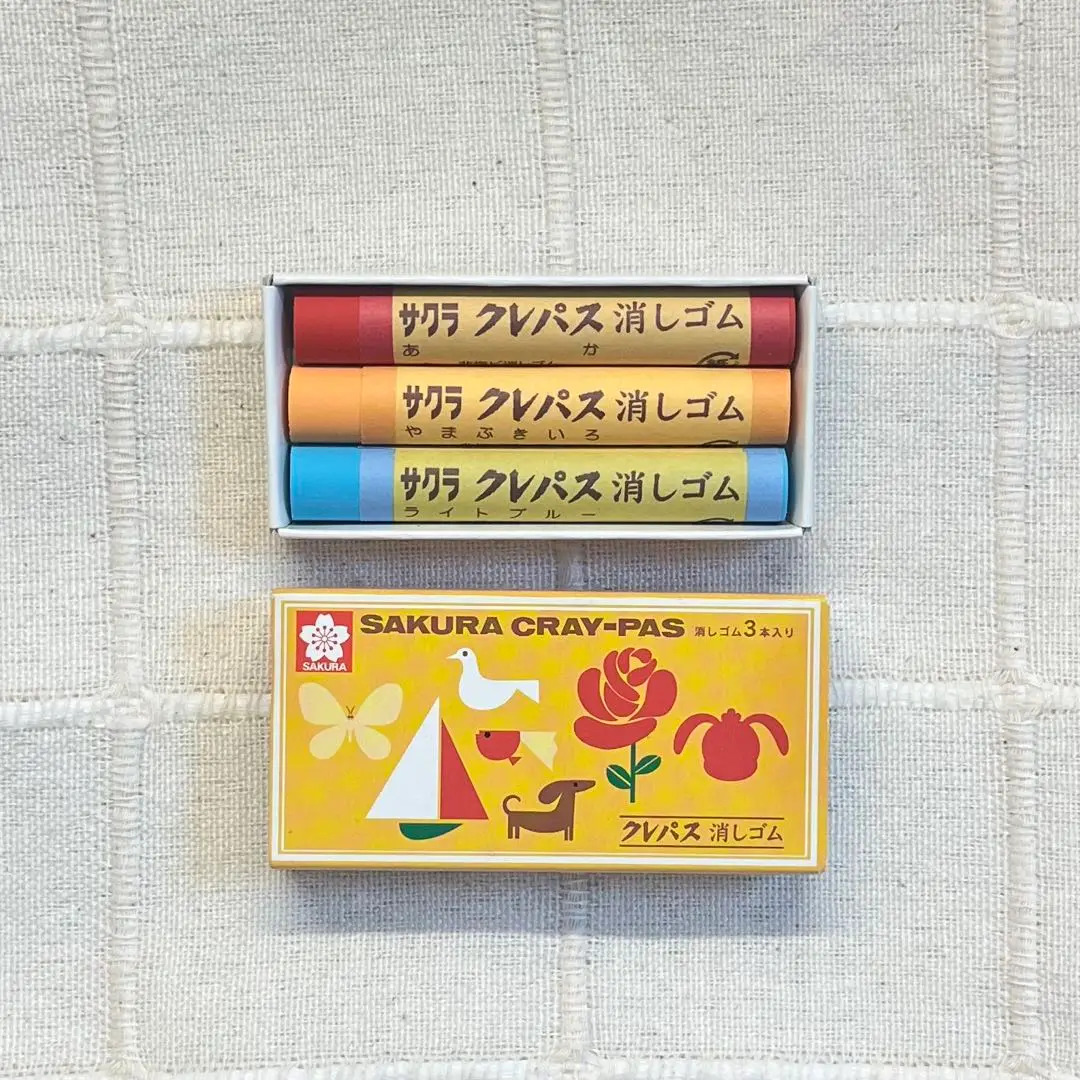 サクラ クレパス 消しゴム
あか
サクラ クレパス 消しゴム
やまぶきいろ
サクラ クレパス 消しゴム
ライトブルー
SAKURA CRAY-PAS 消しゴム3本入り
SAKURA
クレパス 消しゴム